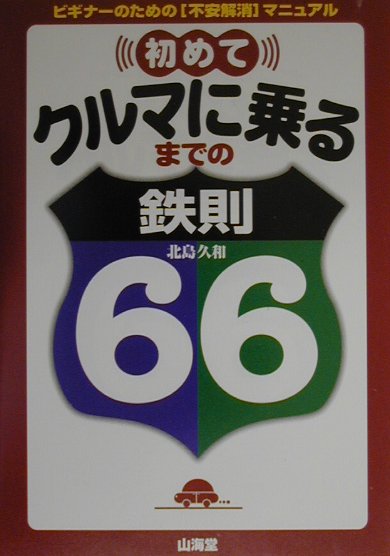 ビギナーのための[不安解消]マニュアル
初めて
クルマに乗る
までの
鉄則
北島久和
66
山海堂